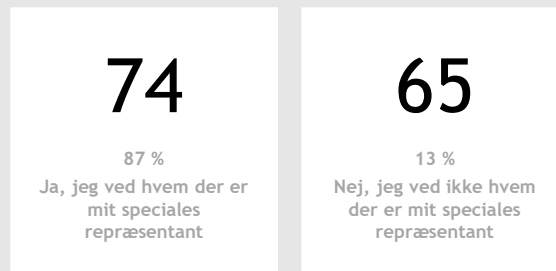 74
87 %
Ja, jeg ved hvem der er
mit speciales
repræsentant
65
13 %
Nej, jeg ved ikke hvem
der er mit speciales
repræsentant